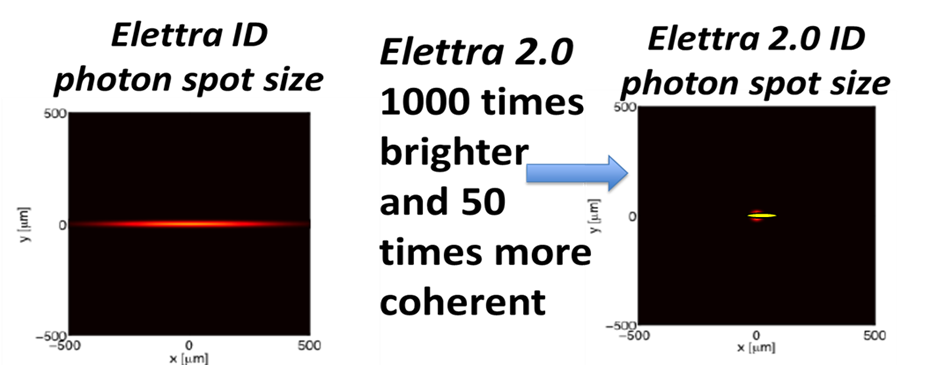 Elettra ID
photon spot size
500
0
-500
y [μm]
-500
0
500
x [μm]
Elettra 2.0
1000 times
brighter
and 50
times more
coherent
Elettra 2.0 ID
photon spot size
500
0
-500
y [μm]
-500
0
500
x [μm]